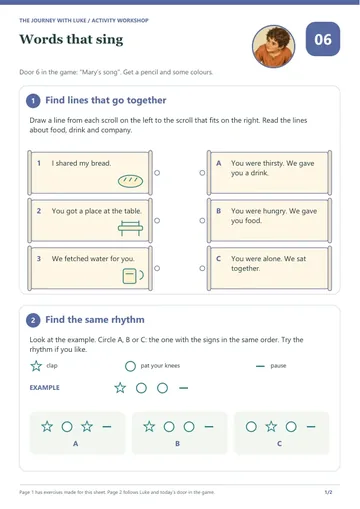 THE JOURNEY WITH LUKE / ACTIVITY WORKSHOP
Words that sing
06
Door 6 in the game: "Mary's song". Get a pencil and some colours.
1 Find lines that go together
Draw a line from each scroll on the left to the scroll that fits on the right. Read the lines
about food, drink and company.
1 I shared my bread.
A You were thirsty. We gave
you a drink.
2 You got a place at the table.
B You were hungry. We gave
you food.
3 We fetched water for you.
C You were alone. We sat
together.
2 Find the same rhythm
Look at the example. Circle A, B or C: the one with the signs in the same order. Try the
rhythm if you like.
clap
pat your knees
pause
EXAMPLE
A
B
C
Page 1 has exercises made for this sheet. Page 2 follows Luke and today's door in the game.
1/2